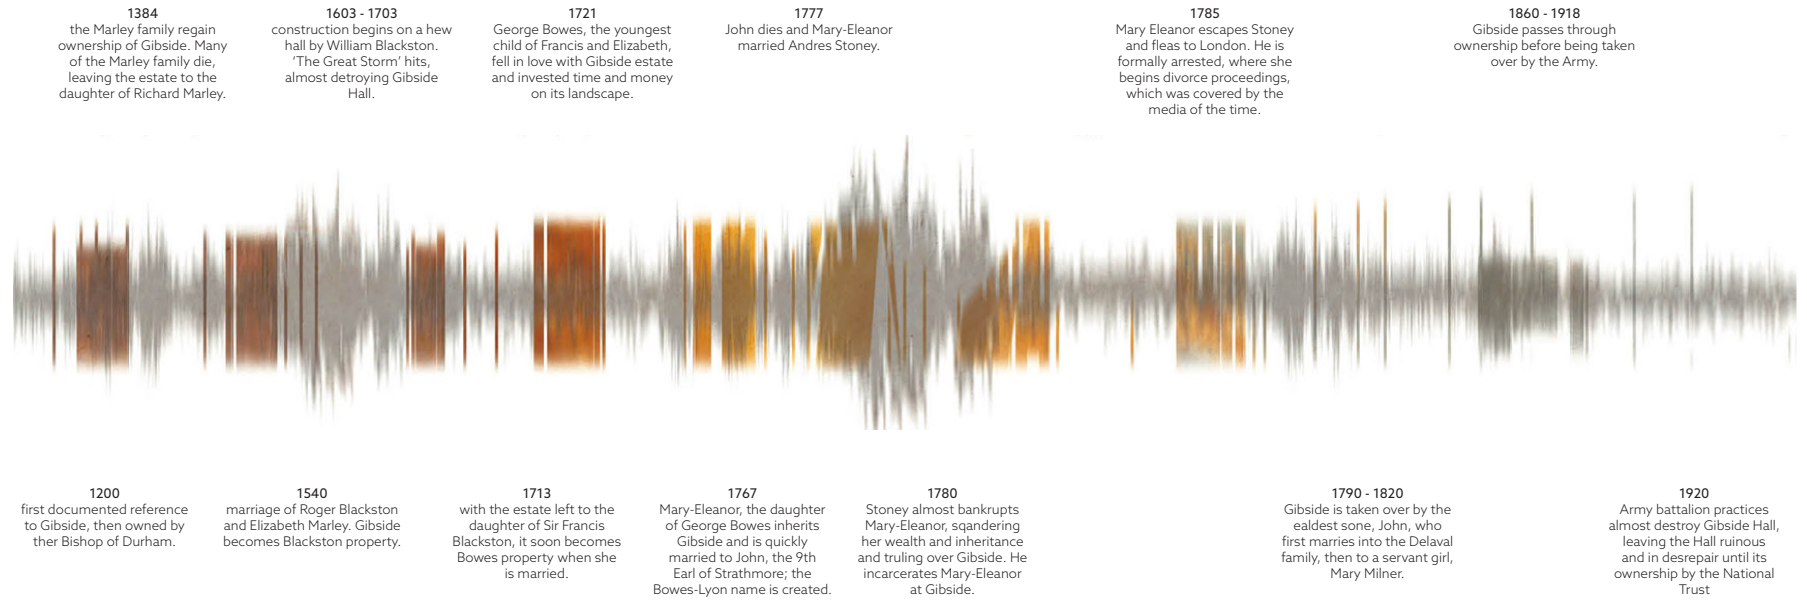 1384
the Marley family regain
ownership of Gibside. Many
of the Marley family die,
leaving the estate to the
daughter of Richard Marley.
1603 - 1703
construction begins on a hew
hall by William Blackston.
‘The Great Storm’ hits,
almost detroying Gibside
Hall.
1721
George Bowes, the youngest
child of Francis and Elizabeth,
fell in love with Gibside estate
and invested time and money
on its landscape.
1777
John dies and Mary-Eleanor
married Andres Stoney.
1785
Mary Eleanor escapes Stoney
and fleas to London. He is
formally arrested, where she
begins divorce proceedings,
which was covered by the
media of the time.
1860 - 1918
Gibside passes through
ownership before being taken
over by the Army.
1200
first documented reference
to Gibside, then owned by
ther Bishop of Durham.
1540
marriage of Roger Blackston
and Elizabeth Marley. Gibside
becomes Blackston property.
1713
with the estate left to the
daughter of Sir Francis
Blackston, it soon becomes
Bowes property when she
is married.
1767
Mary-Eleanor, the daughter
of George Bowes inherits
Gibside and is quickly
married to John, the 9th
Earl of Strathmore; the
Bowes-Lyon name is created.
1780
Stoney almost bankrupts
Mary-Eleanor, sqandering
her wealth and inheritance
and truling over Gibside. He
incarcerates Mary-Eleanor
at Gibside.
1790 - 1820
Gibside is taken over by the
ealdest sone, John, who
first marries into the Delaval
family, then to a servant girl,
Mary Milner.
1920
Army battalion practices
almost destroy Gibside Hall,
leaving the Hall ruinous
and in desrepair until its
ownership by the National
Trust